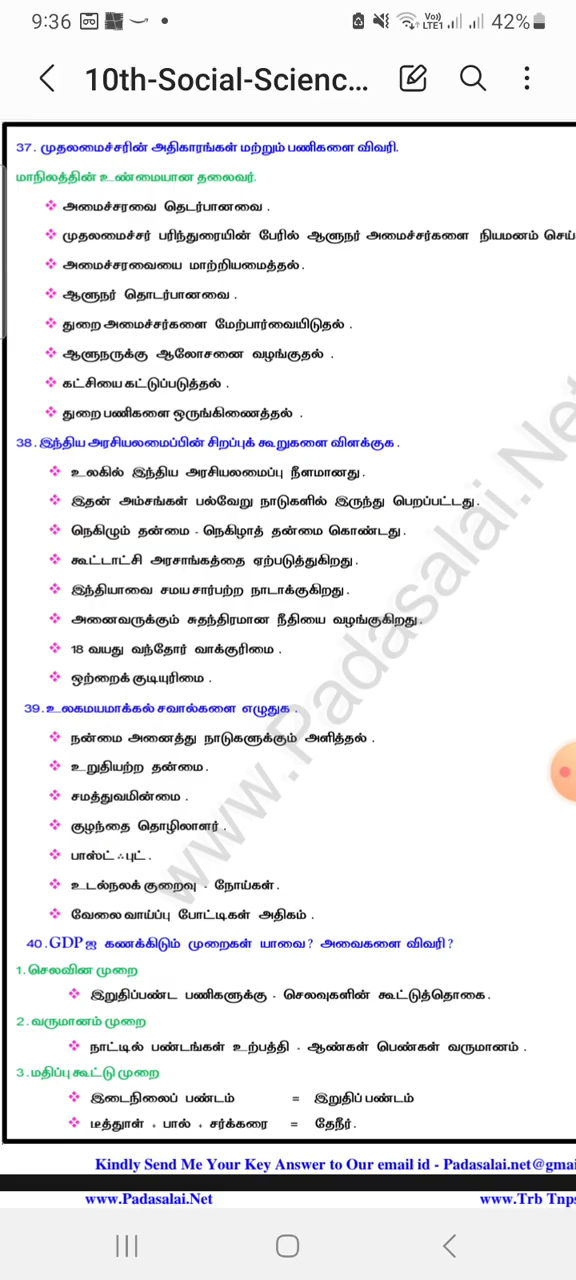 9:36 Vo)) LTE1 42%
10th-Social-Scienc...
37. முதலமைச்சரின் அதிகாரங்கள் மற்றும் பணிகளை விவரி.
மாநிலத்தின் உண்மையான தலைவர்.
❖ அமைச்சரவை தெடர்பானவை .
❖ முதலமைச்சர் பரிந்துரையின் பேரில் ஆளுநர் அமைச்சர்களை நியமனம் செய்
❖ அமைச்சரவையை மாற்றியமைத்தல்.
❖ ஆளுநர் தொடர்பானவை .
❖ துறை அமைச்சர்களை மேற்பார்வையிடுதல் .
❖ ஆளுநருக்கு ஆலோசனை வழங்குதல் .
❖ கட்சியை கட்டுப்படுத்தல் .
❖ துறை பணிகளை ஒருங்கிணைத்தல் .
38. இந்திய அரசியலமைப்பின் சிறப்புக் கூறுகளை விளக்குக .
❖ உலகில் இந்திய அரசியலமைப்பு நீளமானது.
❖ இதன் அம்சங்கள் பல்வேறு நாடுகளில் இருந்து பெறப்பட்டது.
❖ நெகிழும் தன்மை - நெகிழாத் தன்மை கொண்டது.
❖ கூட்டாட்சி அரசாங்கத்தை ஏற்படுத்துகிறது.
❖ இந்தியாவை சமய சார்பற்ற நாடாக்குகிறது.
❖ அனைவருக்கும் சுதந்திரமான நீதியை வழங்குகிறது.
❖ 18 வயது வந்தோர் வாக்குரிமை .
❖ ஒற்றைக் குடியுரிமை .
39. உலகமயமாக்கல் சவால்களை எழுதுக .
❖ நன்மை அனைத்து நாடுகளுக்கும் அளித்தல் .
❖ உறுதியற்ற தன்மை.
❖ சமத்துவமின்மை .
❖ குழந்தை தொழிலாளர் .
❖ பாஸ்ட் ஃபுட் .
❖ உடல்நலக் குறைவு - நோய்கள்.
❖ வேலை வாய்ப்பு போட்டிகள் அதிகம் .
40. GDP ஐ கணக்கிடும் முறைகள் யாவை? அவைகளை விவரி ?
1. செலவின முறை
❖ இறுதிப்பண்ட பணிகளுக்கு - செலவுகளின் கூட்டுத்தொகை.
2. வருமானம் முறை
❖ நாட்டில் பண்டங்கள் உற்பத்தி - ஆண்கள் பெண்கள் வருமானம் .
3. மதிப்பு கூட்டு முறை
❖ இடைநிலைப் பண்டம் = இறுதிப் பண்டம்
❖ டீத்தூள் + பால் + சர்க்கரை = தேநீர்.
www.Padasalai.Net
Kindly Send Me Your Key Answer to Our email id - Padasalai.net@gmai
www.Padasalai.Net www.Trb Tnps